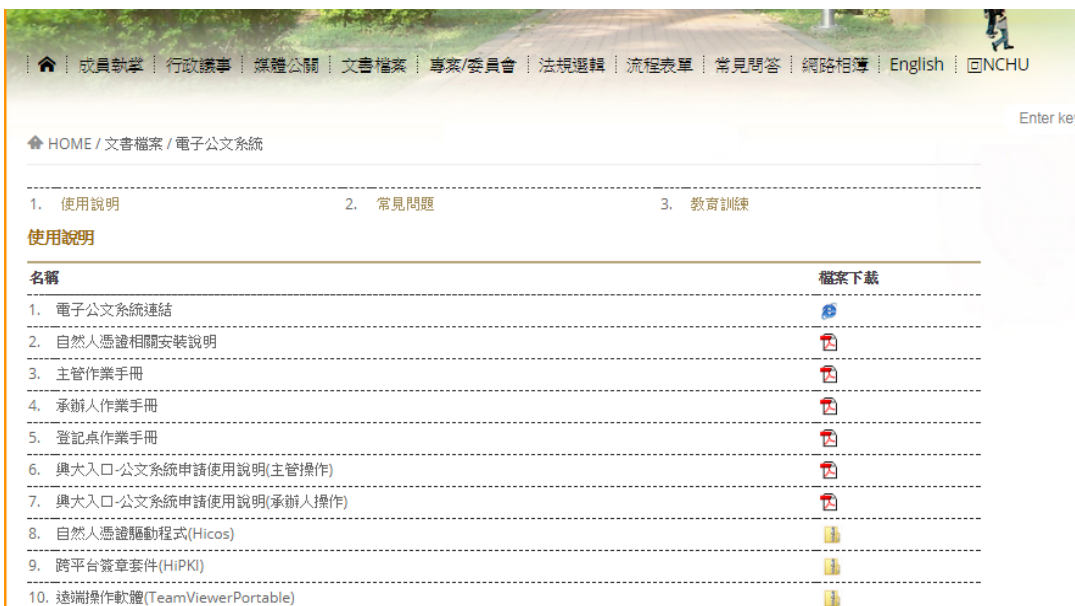 成員執掌 行政議事 媒體公關 文書檔案 專案/委員會 法規選輯 流程表單 常見問答 網路相簿 English 回NCHU
Enter key
HOME / 文書檔案 / 電子公文系統
1. 使用說明 2. 常見問題 3. 教育訓練
使用說明
名稱 檔案下載
1. 電子公文系統連結
2. 自然人憑證相關安裝說明
3. 主管作業手冊
4. 承辦人作業手冊
5. 登記桌作業手冊
6. 興大入口-公文系統申請使用說明(主管操作)
7. 興大入口-公文系統申請使用說明(承辦人操作)
8. 自然人憑證驅動程式(Hicos)
9. 跨平台簽章套件(HiPKI)
10. 遠端操作軟體(TeamViewerPortable)